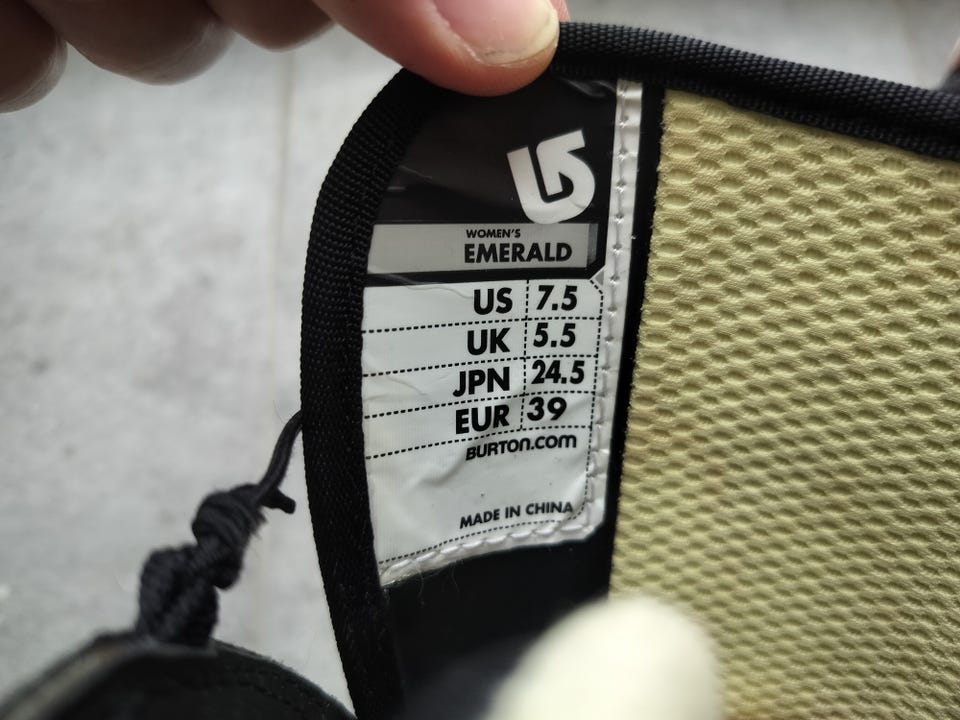 WOMEN'S
EMERALD
US 7.5
UK 5.5
JPN 24.5
EUR 39
BURTON.COM
MADE IN CHINA